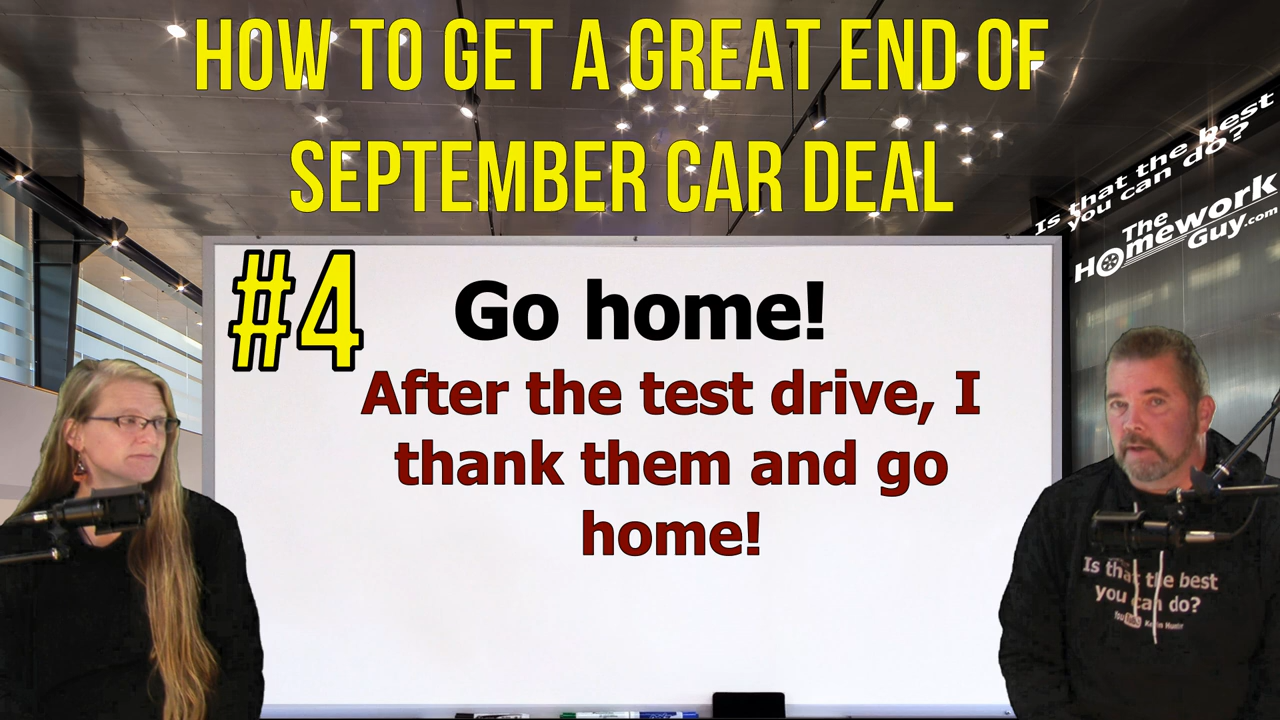 HOW TO GET A GREAT END OF
SEPTEMBER CAR DEAL
Is that the best
you can do?
The
Homework
Guy.com
#4
Go home!
After the test drive, I
thank them and go
home!
Is that the best
you can do?